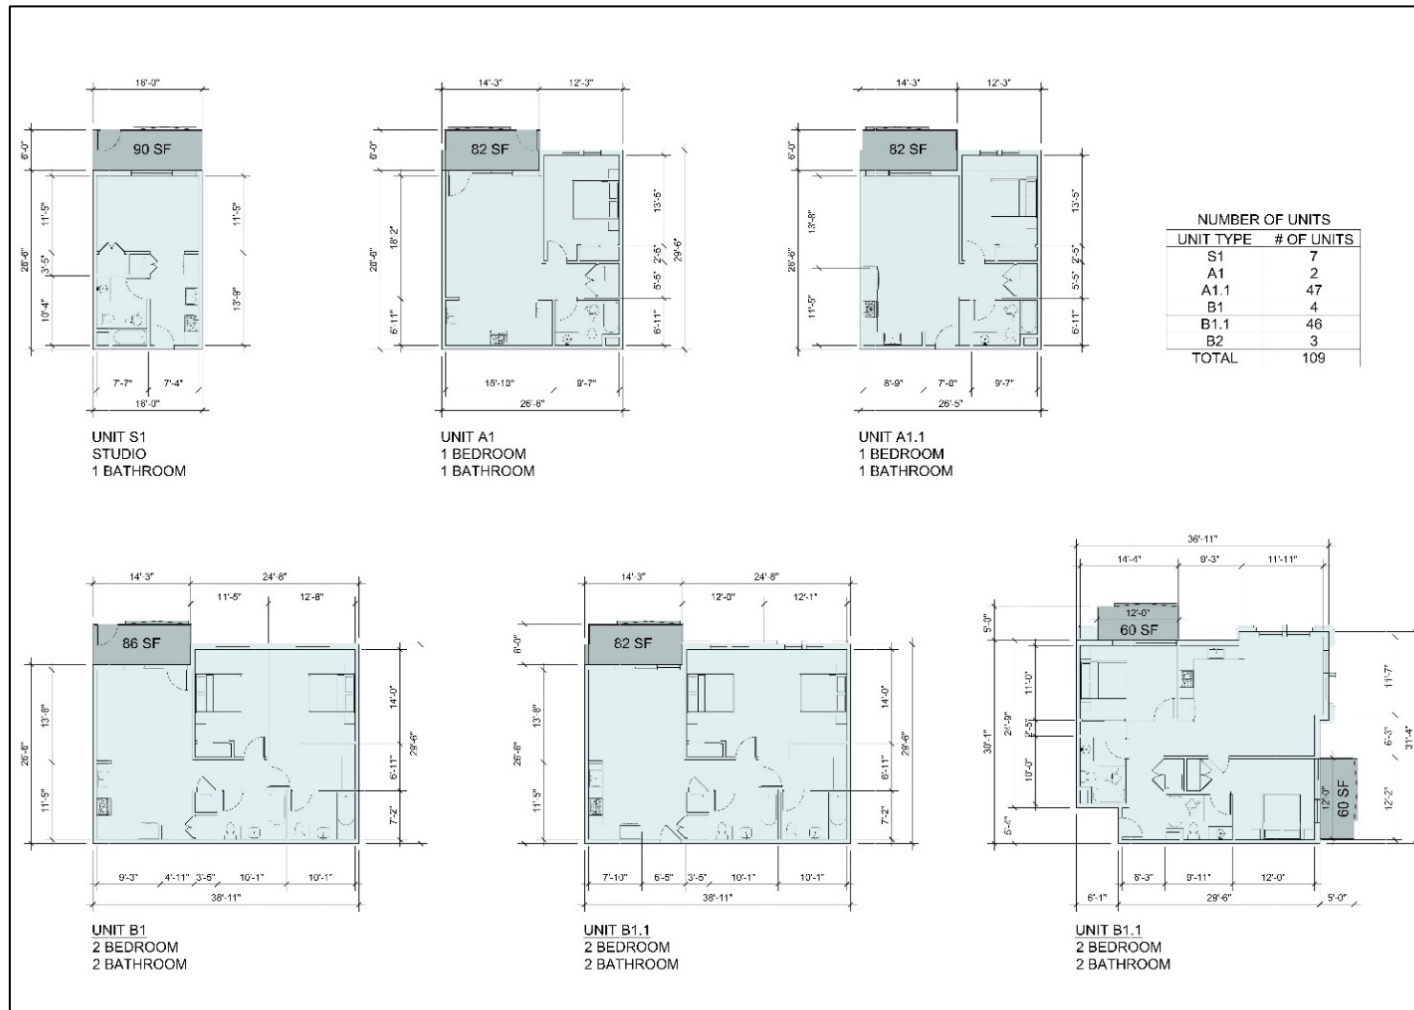 16'-0"
6'-0"
90 SF
11'-5"
11'-5"
3'-5"
10'-4"
13'-9"
7'-7" 7'-4"
16'-0"
UNIT S1
STUDIO
1 BATHROOM
14'-3" 12'-3"
6'-0"
82 SF
18'-2"
6'-11"
13'-6"
2'-6"
5'-6"
6'-11"
29'-6"
15'-10" 9'-7"
26'-6"
UNIT A1
1 BEDROOM
1 BATHROOM
14'-3" 12'-3"
6'-0"
82 SF
13'-8"
11'-5"
26'-6"
13'-5"
2'-5"
5'-5"
6'-11"
8'-9" 9'-7"
26'-5"
UNIT A1.1
1 BEDROOM
1 BATHROOM
NUMBER OF UNITS
UNIT TYPE # OF UNITS
S1 7
A1 2
A1.1 47
B1 4
B1.1 46
B2 3
TOTAL 109
14'-3" 24'-8"
11'-5" 12'-8"
86 SF
13'-8"
11'-5"
26'-6"
14'-0"
6'-11"
7'-2"
29'-6"
9'-3" 4'-11" 3'-5" 10'-1" 10'-1"
38'-11"
UNIT B1
2 BEDROOM
2 BATHROOM
14'-3" 24'-8"
12'-0" 12'-1"
6'-0"
82 SF
13'-8"
11'-5"
26'-6"
14'-0"
6'-11"
7'-2"
29'-6"
7'-10" 6'-5" 3'-5" 10'-1" 10'-1"
38'-11"
UNIT B1.1
2 BEDROOM
2 BATHROOM
36'-11"
14'-4" 9'-3" 11'-11"
5'-0"
12'-0"
60 SF
11'-0"
24'-9"
10'-0"
5'-4"
30'-1"
11'-7"
6'-3"
31'-4"
12'-2"
12'-0"
60 SF
9'-11" 12'-0"
6'-1" 29'-6" 5'-0"
UNIT B1.1
2 BEDROOM
2 BATHROOM